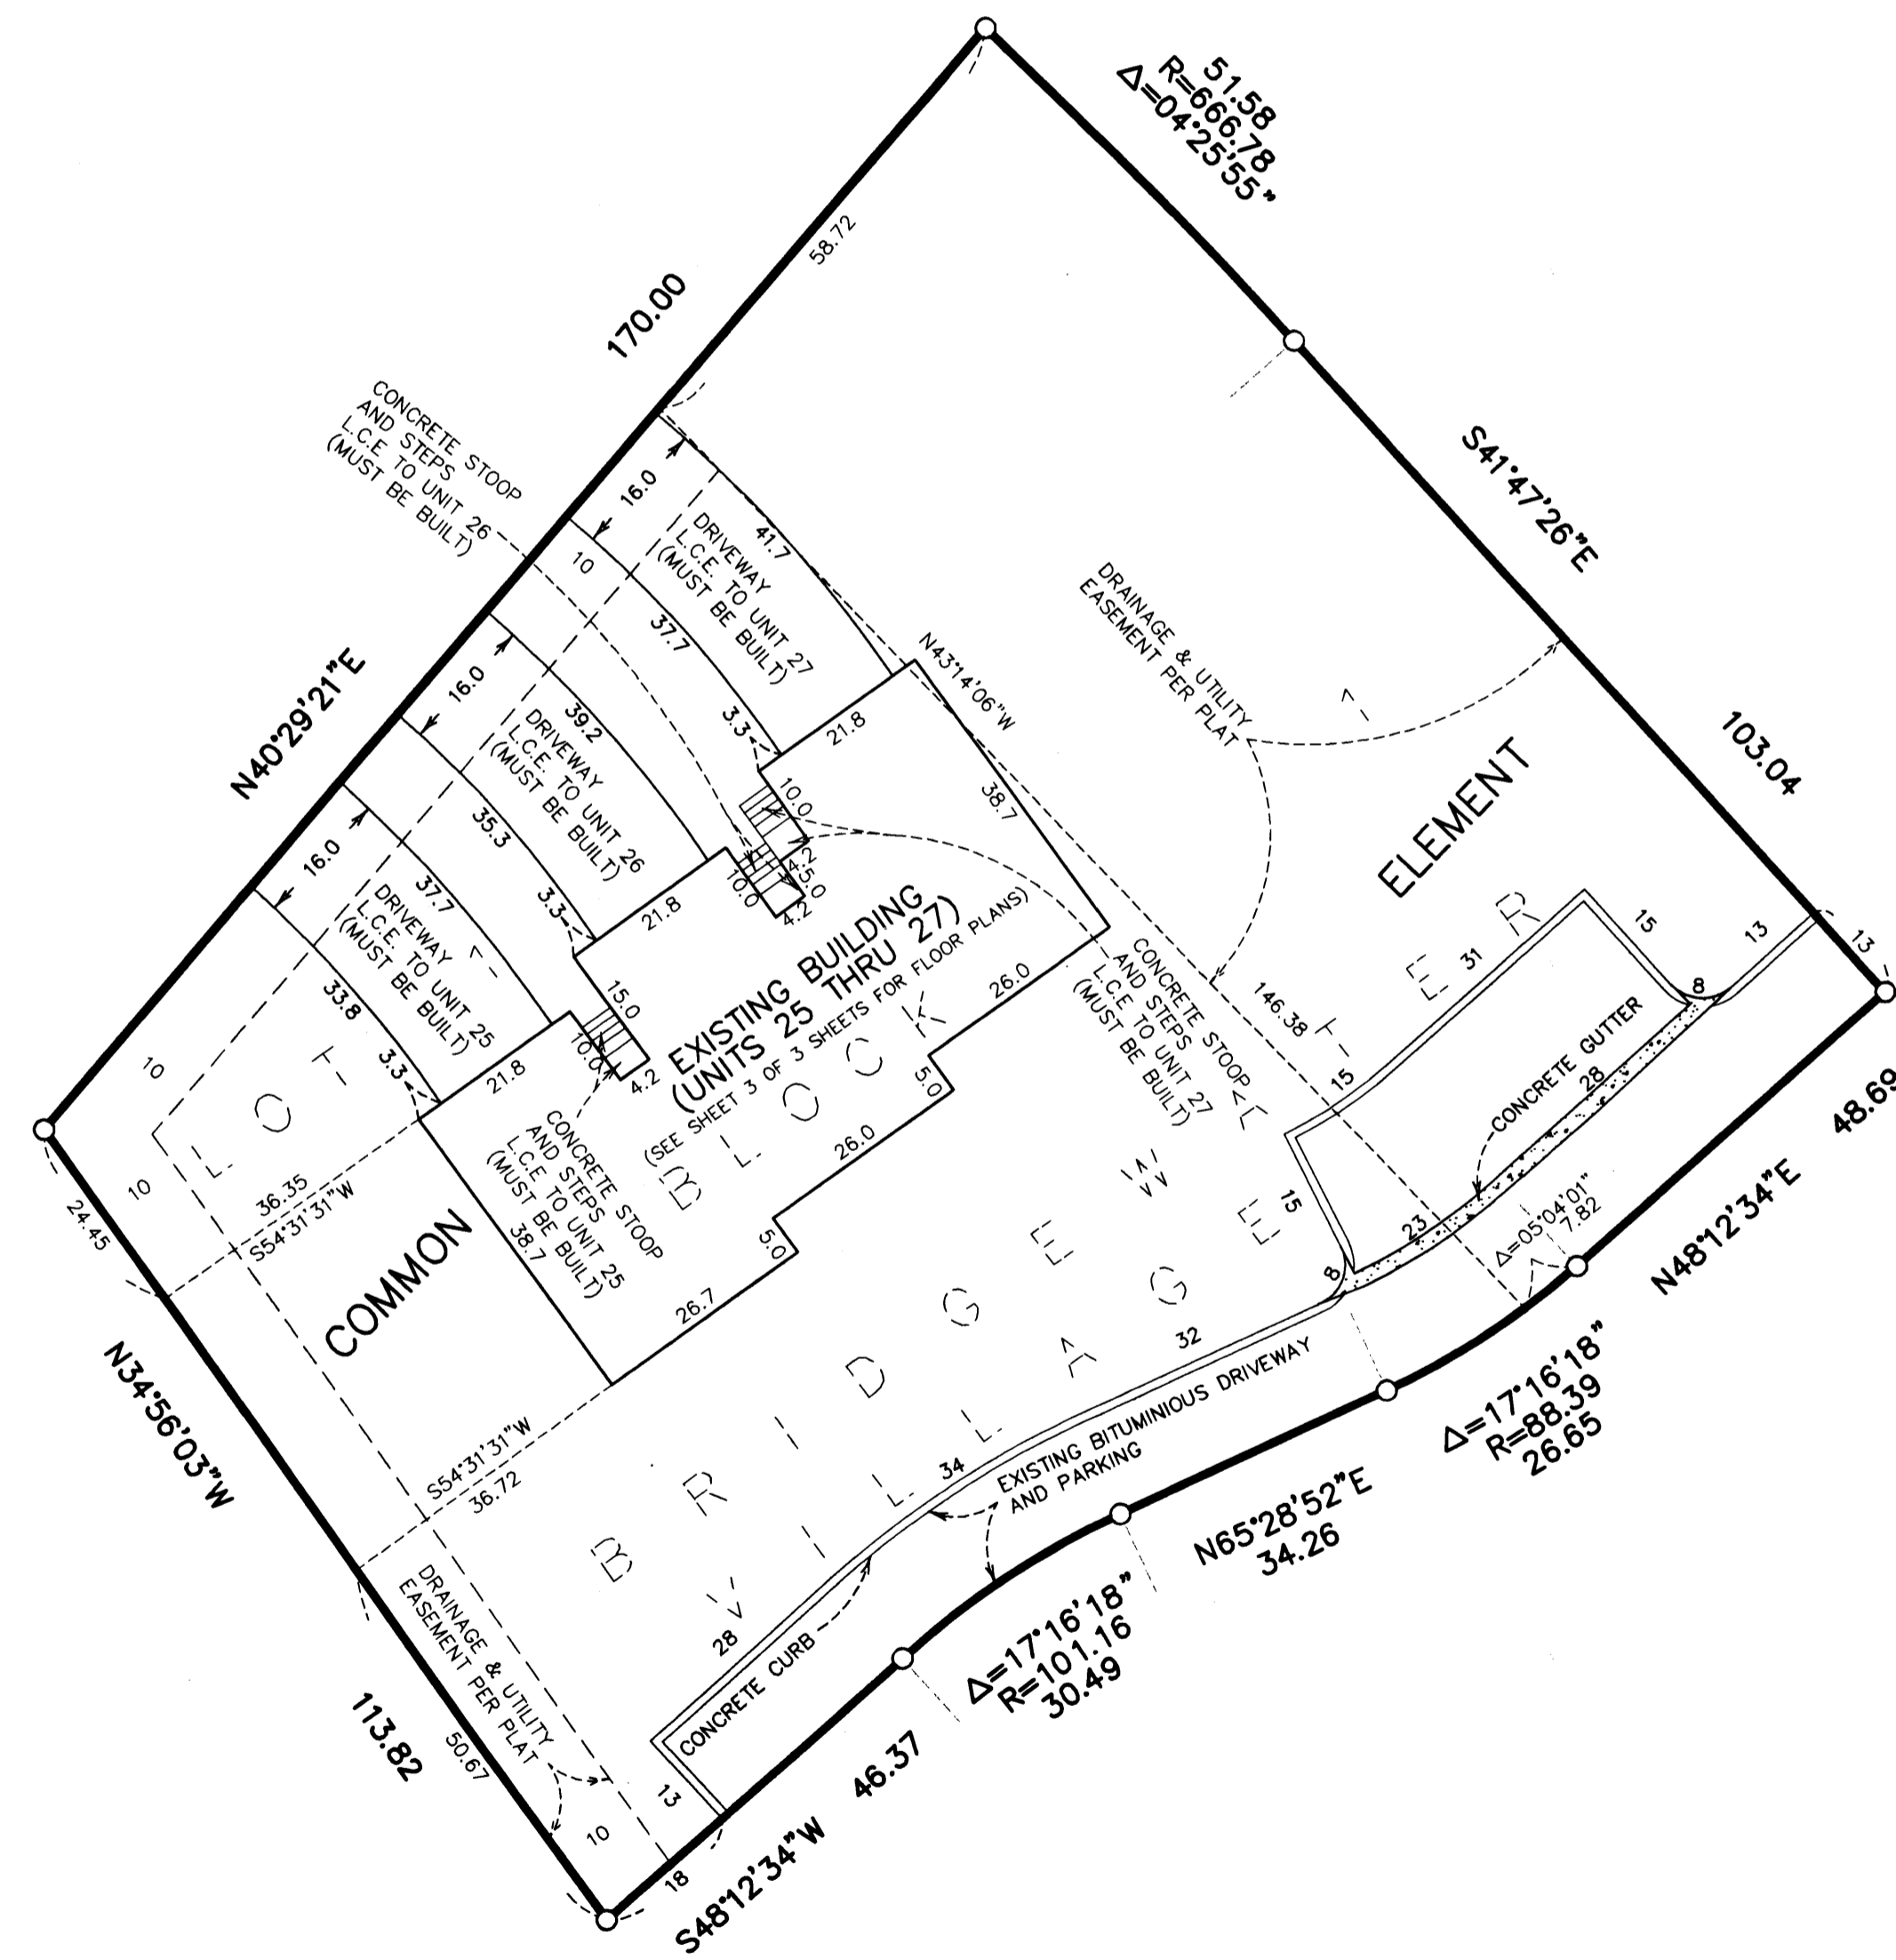 51.58
R=666.78
Δ=04°25'55"
58.72
170.00
CONCRETE STOOP
AND STEPS
L.C.E TO UNIT 26
(MUST BE BUILT)
S41°47'26"E
103.04
16.0
41.7
DRIVEWAY
L.C.E. TO UNIT 27
(MUST BE BUILT)
10
37.7
3.3
21.8
N43°14'06"W
DRAINAGE & UTILITY
EASEMENT PER PLAT
1
N40°29'21"E
16.0
39.2
DRIVEWAY
L.C.E. TO UNIT 26
(MUST BE BUILT)
35.3
3.3
21.8
10.0
38.7
4.2
5.0
10.0
4.2
ELEMENT
16.0
37.7
DRIVEWAY
L.C.E. TO UNIT 25
(MUST BE BUILT)
33.8
3.3
21.8
15.0
10.0
4.2
EXISTING BUILDING
(UNITS 25 THRU 27)
(SEE SHEET 3 OF 3 SHEETS FOR FLOOR PLANS)
26.0
5.0
26.0
5.0
26.7
38.7
CONCRETE STOOP
AND STEPS
L.C.E TO UNIT 27
(MUST BE BUILT)
146.38
CONCRETE STOOP
AND STEPS
L.C.E TO UNIT 25
(MUST BE BUILT)
LOT 1
BLOCK 1
BRIDGEWATER
VILLAGE
10
10
24.45
36.35
S54°31'31"W
COMMON
N34°56'03"W
113.82
S54°31'31"W
36.72
DRAINAGE & UTILITY
EASEMENT PER PLAT
50.67
10
18
13
28
CONCRETE CURB
34
32
EXISTING BITUMINIOUS DRIVEWAY
AND PARKING
31
15
13
13
8
15
15
8
23
28
CONCRETE GUTTER
Δ=05°04'01"
7.82
48.69
N48°12'34"E
Δ=17°16'18"
R=88.39
26.65
N65°28'52"E
34.26
Δ=17°16'18"
R=101.16
30.49
S48°12'34"W 46.37